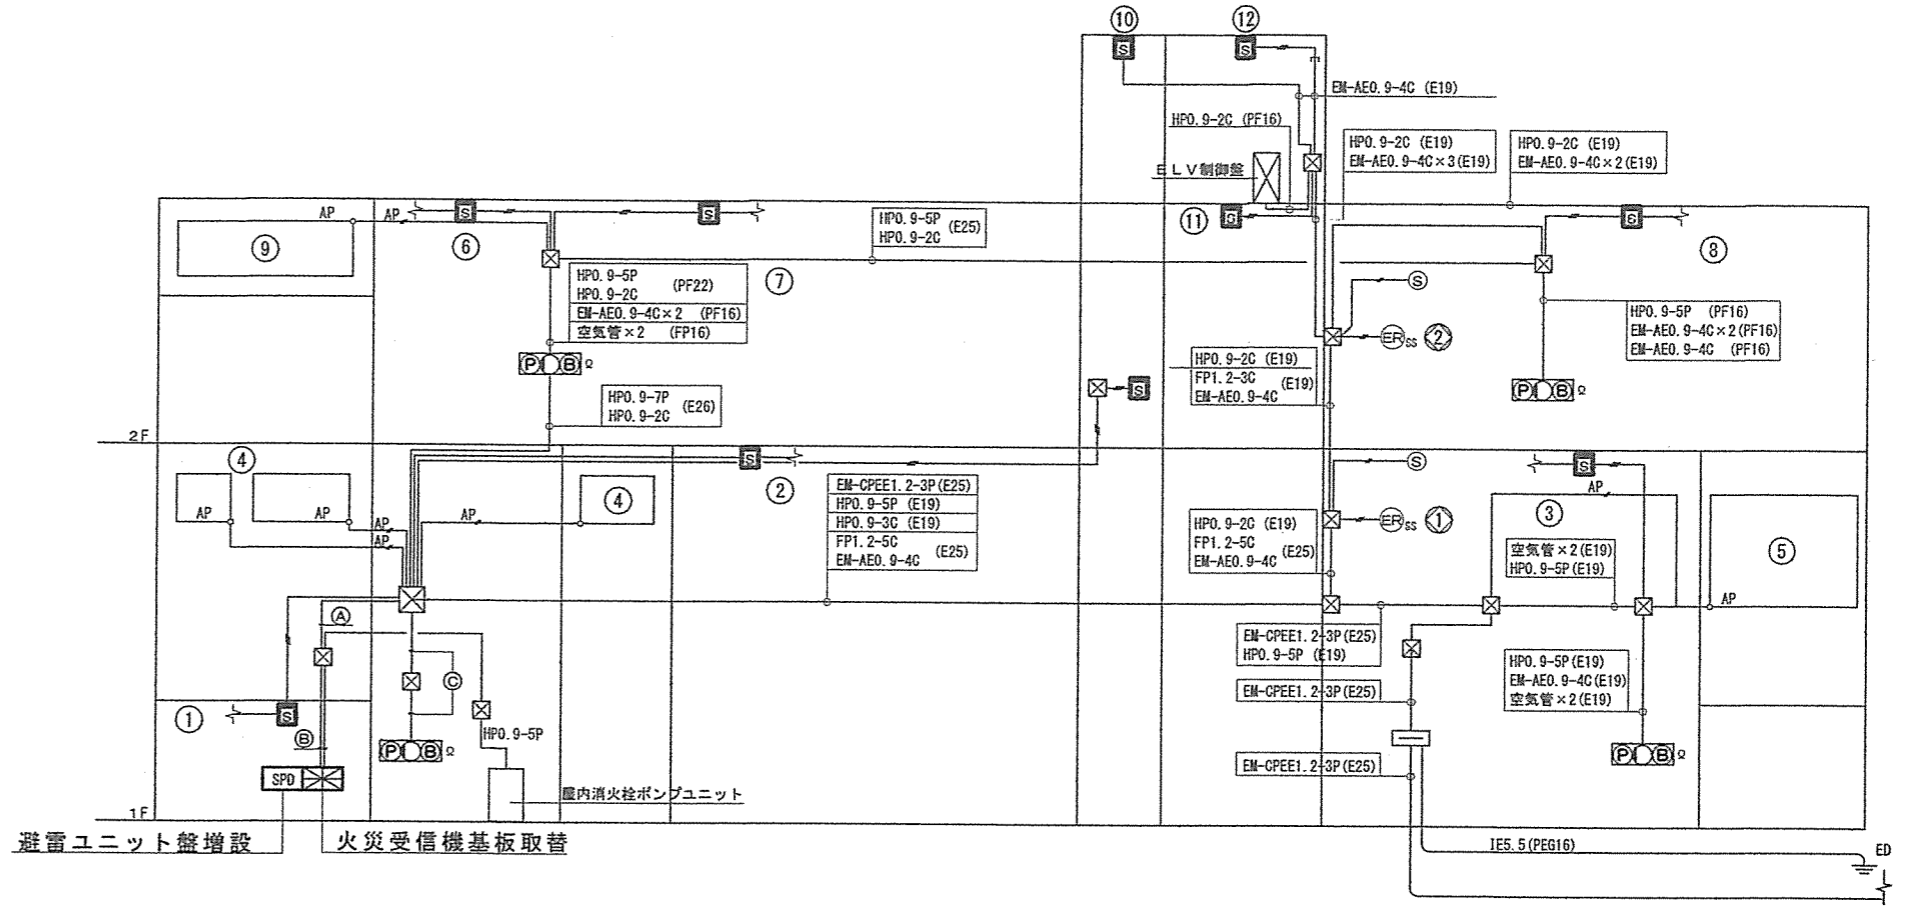 ⑩
⑫
S
S
EM-AE0.9-4C (E19)
HP0.9-2C (PF16)
HP0.9-2C (E19)
EM-AE0.9-4C×3(E19)
HP0.9-2C (E19)
EM-AE0.9-4C×2(E19)
ELV制御盤
AP
AP
S
S
⑥
⑨
HP0.9-5P
HP0.9-2C
(E25)
⑪
S
S
⑧
HP0.9-5P
HP0.9-2C
(PF22)
EM-AE0.9-4C×2 (PF16)
空気管×2 (FP16)
⑦
S
HP0.9-5P (PF16)
EM-AE0.9-4C×2(PF16)
EM-AE0.9-4C (PF16)
ER SS ②
P B Ω
HP0.9-2C (E19)
FP1.2-3C
EM-AE0.9-4C
(E19)
S
P B Ω
HP0.9-7P
HP0.9-2C
(E26)
2F
④
S
②
S
S
EM-CPEE1.2-3P(E25)
HP0.9-5P (E19)
HP0.9-3C (E19)
FP1.2-5C
EM-AE0.9-4C
(E25)
④
AP
AP
AP
AP
AP
AP
③
HP0.9-2C (E19)
FP1.2-5C
EM-AE0.9-4C
(E25)
ER SS ①
空気管×2(E19)
HP0.9-5P(E19)
⑤
AP
A
EM-CPEE1.2-3P(E25)
HP0.9-5P (E19)
C
EM-CPEE1.2-3P(E25)
HP0.9-5P(E19)
EM-AE0.9-4C(E19)
空気管×2(E19)
①
S
B
HP0.9-5P
P B Ω
P B Ω
SPD
EM-CPEE1.2-3P(E25)
屋内消火栓ポンプユニット
1F
避雷ユニット盤増設
火災受信機基板取替
IE5.5(PEG16)
ED